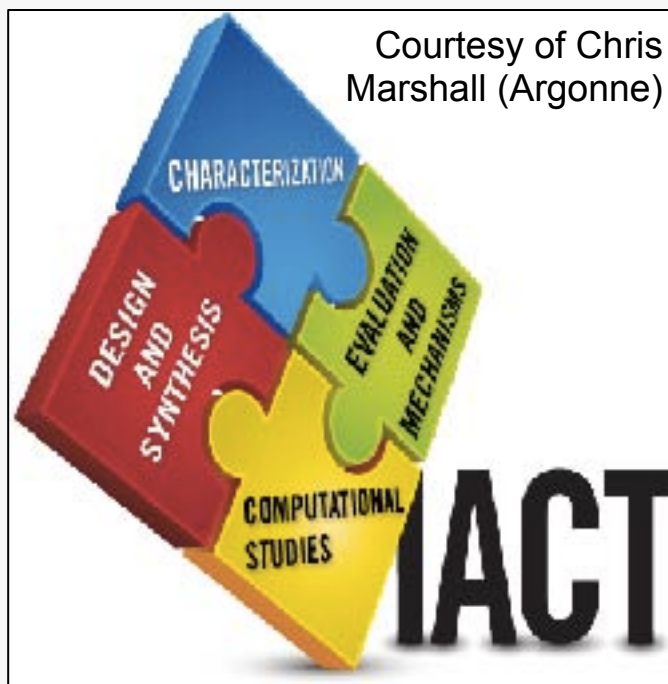 Courtesy of Chris
Marshall (Argonne)
CHARACTERIZATION
DESIGN
AND
SYNTHESIS
EVALUATION
AND
MECHANISMS
COMPUTATIONAL
STUDIES
IACT